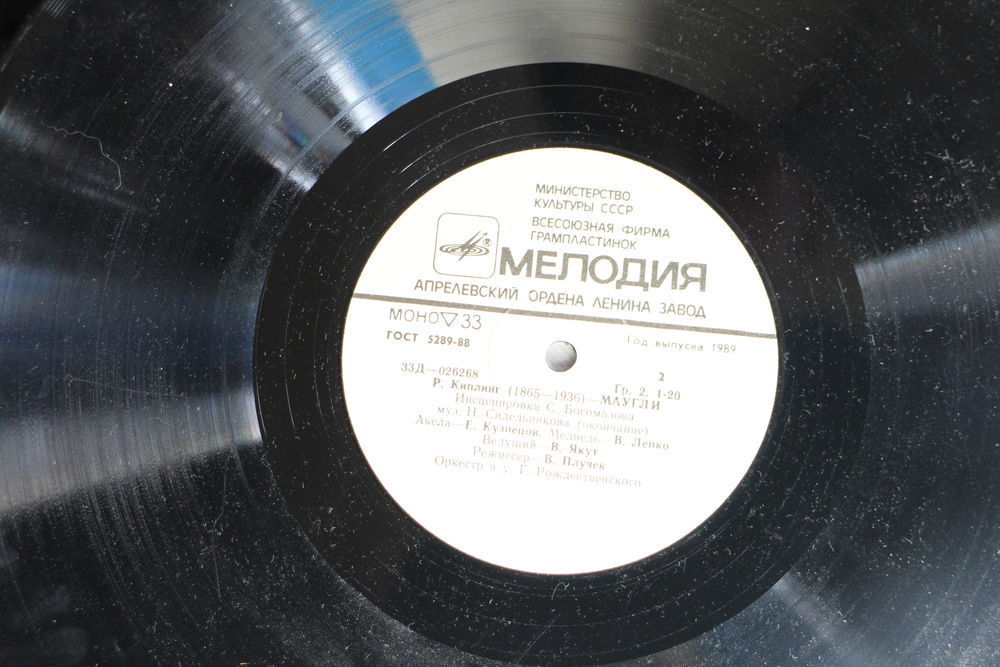 МИНИСТЕРСТВО
КУЛЬТУРЫ СССР
ВСЕСОЮЗНАЯ ФИРМА
ГРАМПЛАСТИНОК
МЕЛОДИЯ
АПРЕЛЕВСКИЙ ОРДЕНА ЛЕНИНА ЗАВОД
МОНО▽33
ГОСТ 5289-88
Год выпуска 1989
33Д—026268
2
Гр. 2. 1-20
Р. Киплинг (1865—1936)—МАУГЛИ
Инсценировка С. Богомазова
муз. Н. Сидельникова (окончание)
Акела—Е. Кузнецов, Медведь—В. Лепко
Ведущий—В. Якут
Режиссер—В. Плучек
Оркестр п/у Г. Рождественского